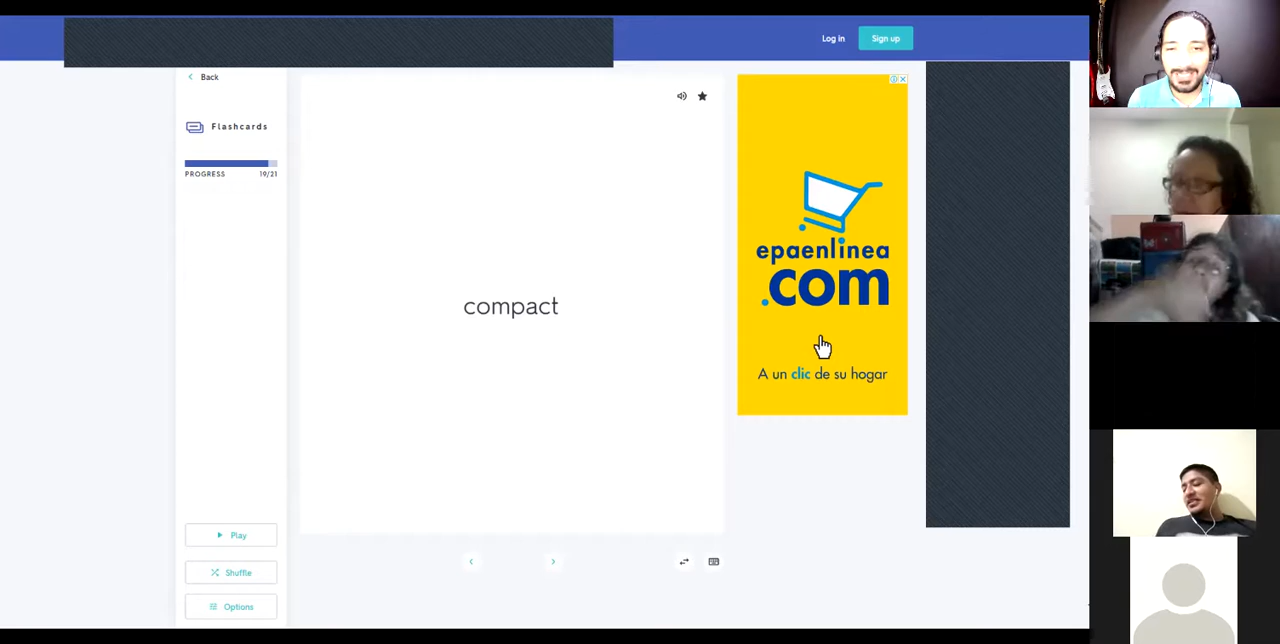 Log in
Sign up
Back
Flashcards
PROGRESS 19/21
compact
epaenlinea
.com
A un clic de su hogar
Play
Shuffle
Options